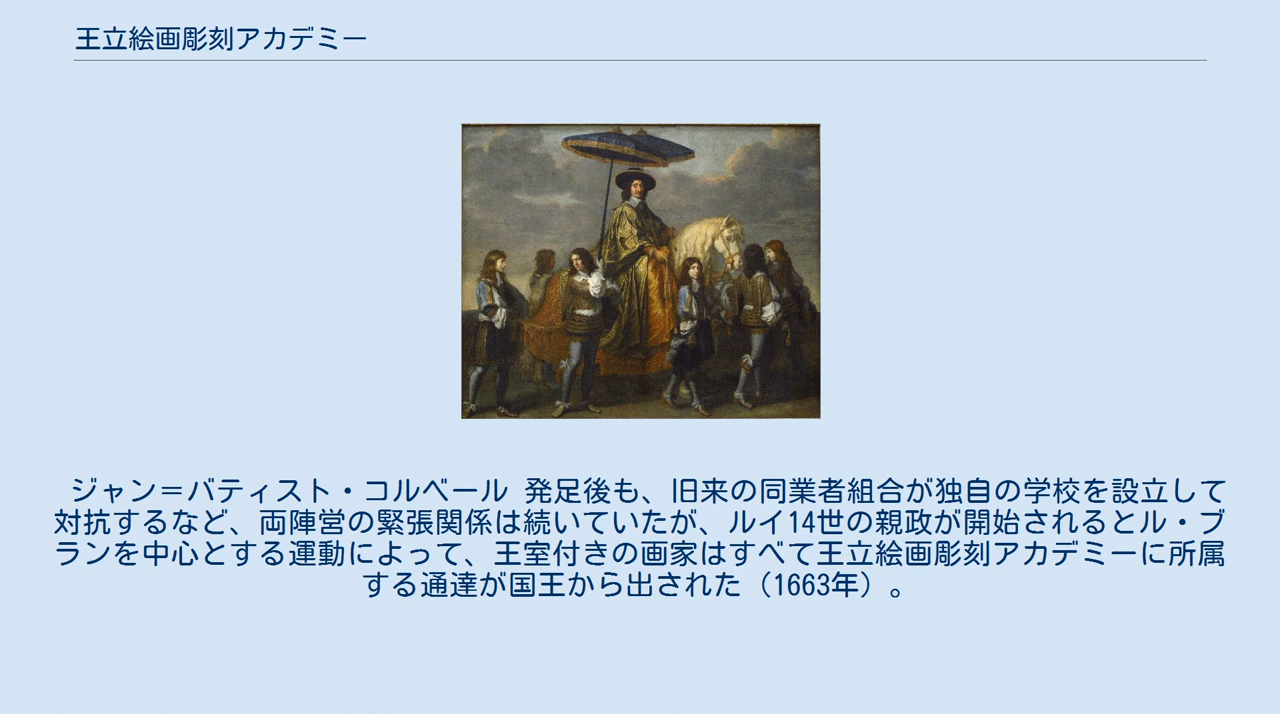 王立絵画彫刻アカデミー
ジャン＝バティスト・コルベール 発足後も、旧来の同業者組合が独自の学校を設立して
対抗するなど、両陣営の緊張関係は続いていたが、ルイ14世の親政が開始されるとル・ブ
ランを中心とする運動によって、王室付きの画家はすべて王立絵画彫刻アカデミーに所属
する通達が国王から出された（1663年）。